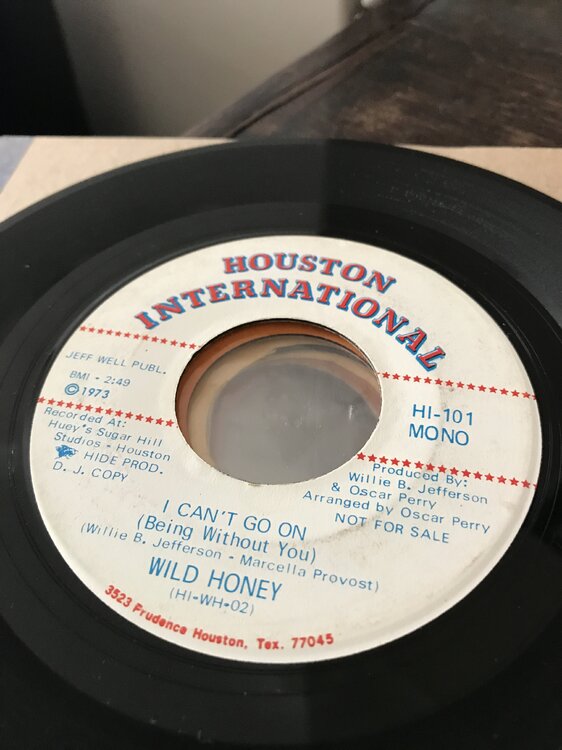 HOUSTON
INTERNATIONAL
JEFF WELL PUBL.
BMI - 2:49
©1973
HI-101
MONO
Recorded At:
Huey's Sugar Hill
Studios - Houston
HIDE PROD.
D. J. COPY
Produced By:
Willie B. Jefferson
& Oscar Perry
Arranged by Oscar Perry
NOT FOR SALE
I CAN'T GO ON
(Being Without You)
(Willie B. Jefferson - Marcella Provost)
WILD HONEY
(HI-WH-02)
3523 Prudence Houston, Tex. 77045